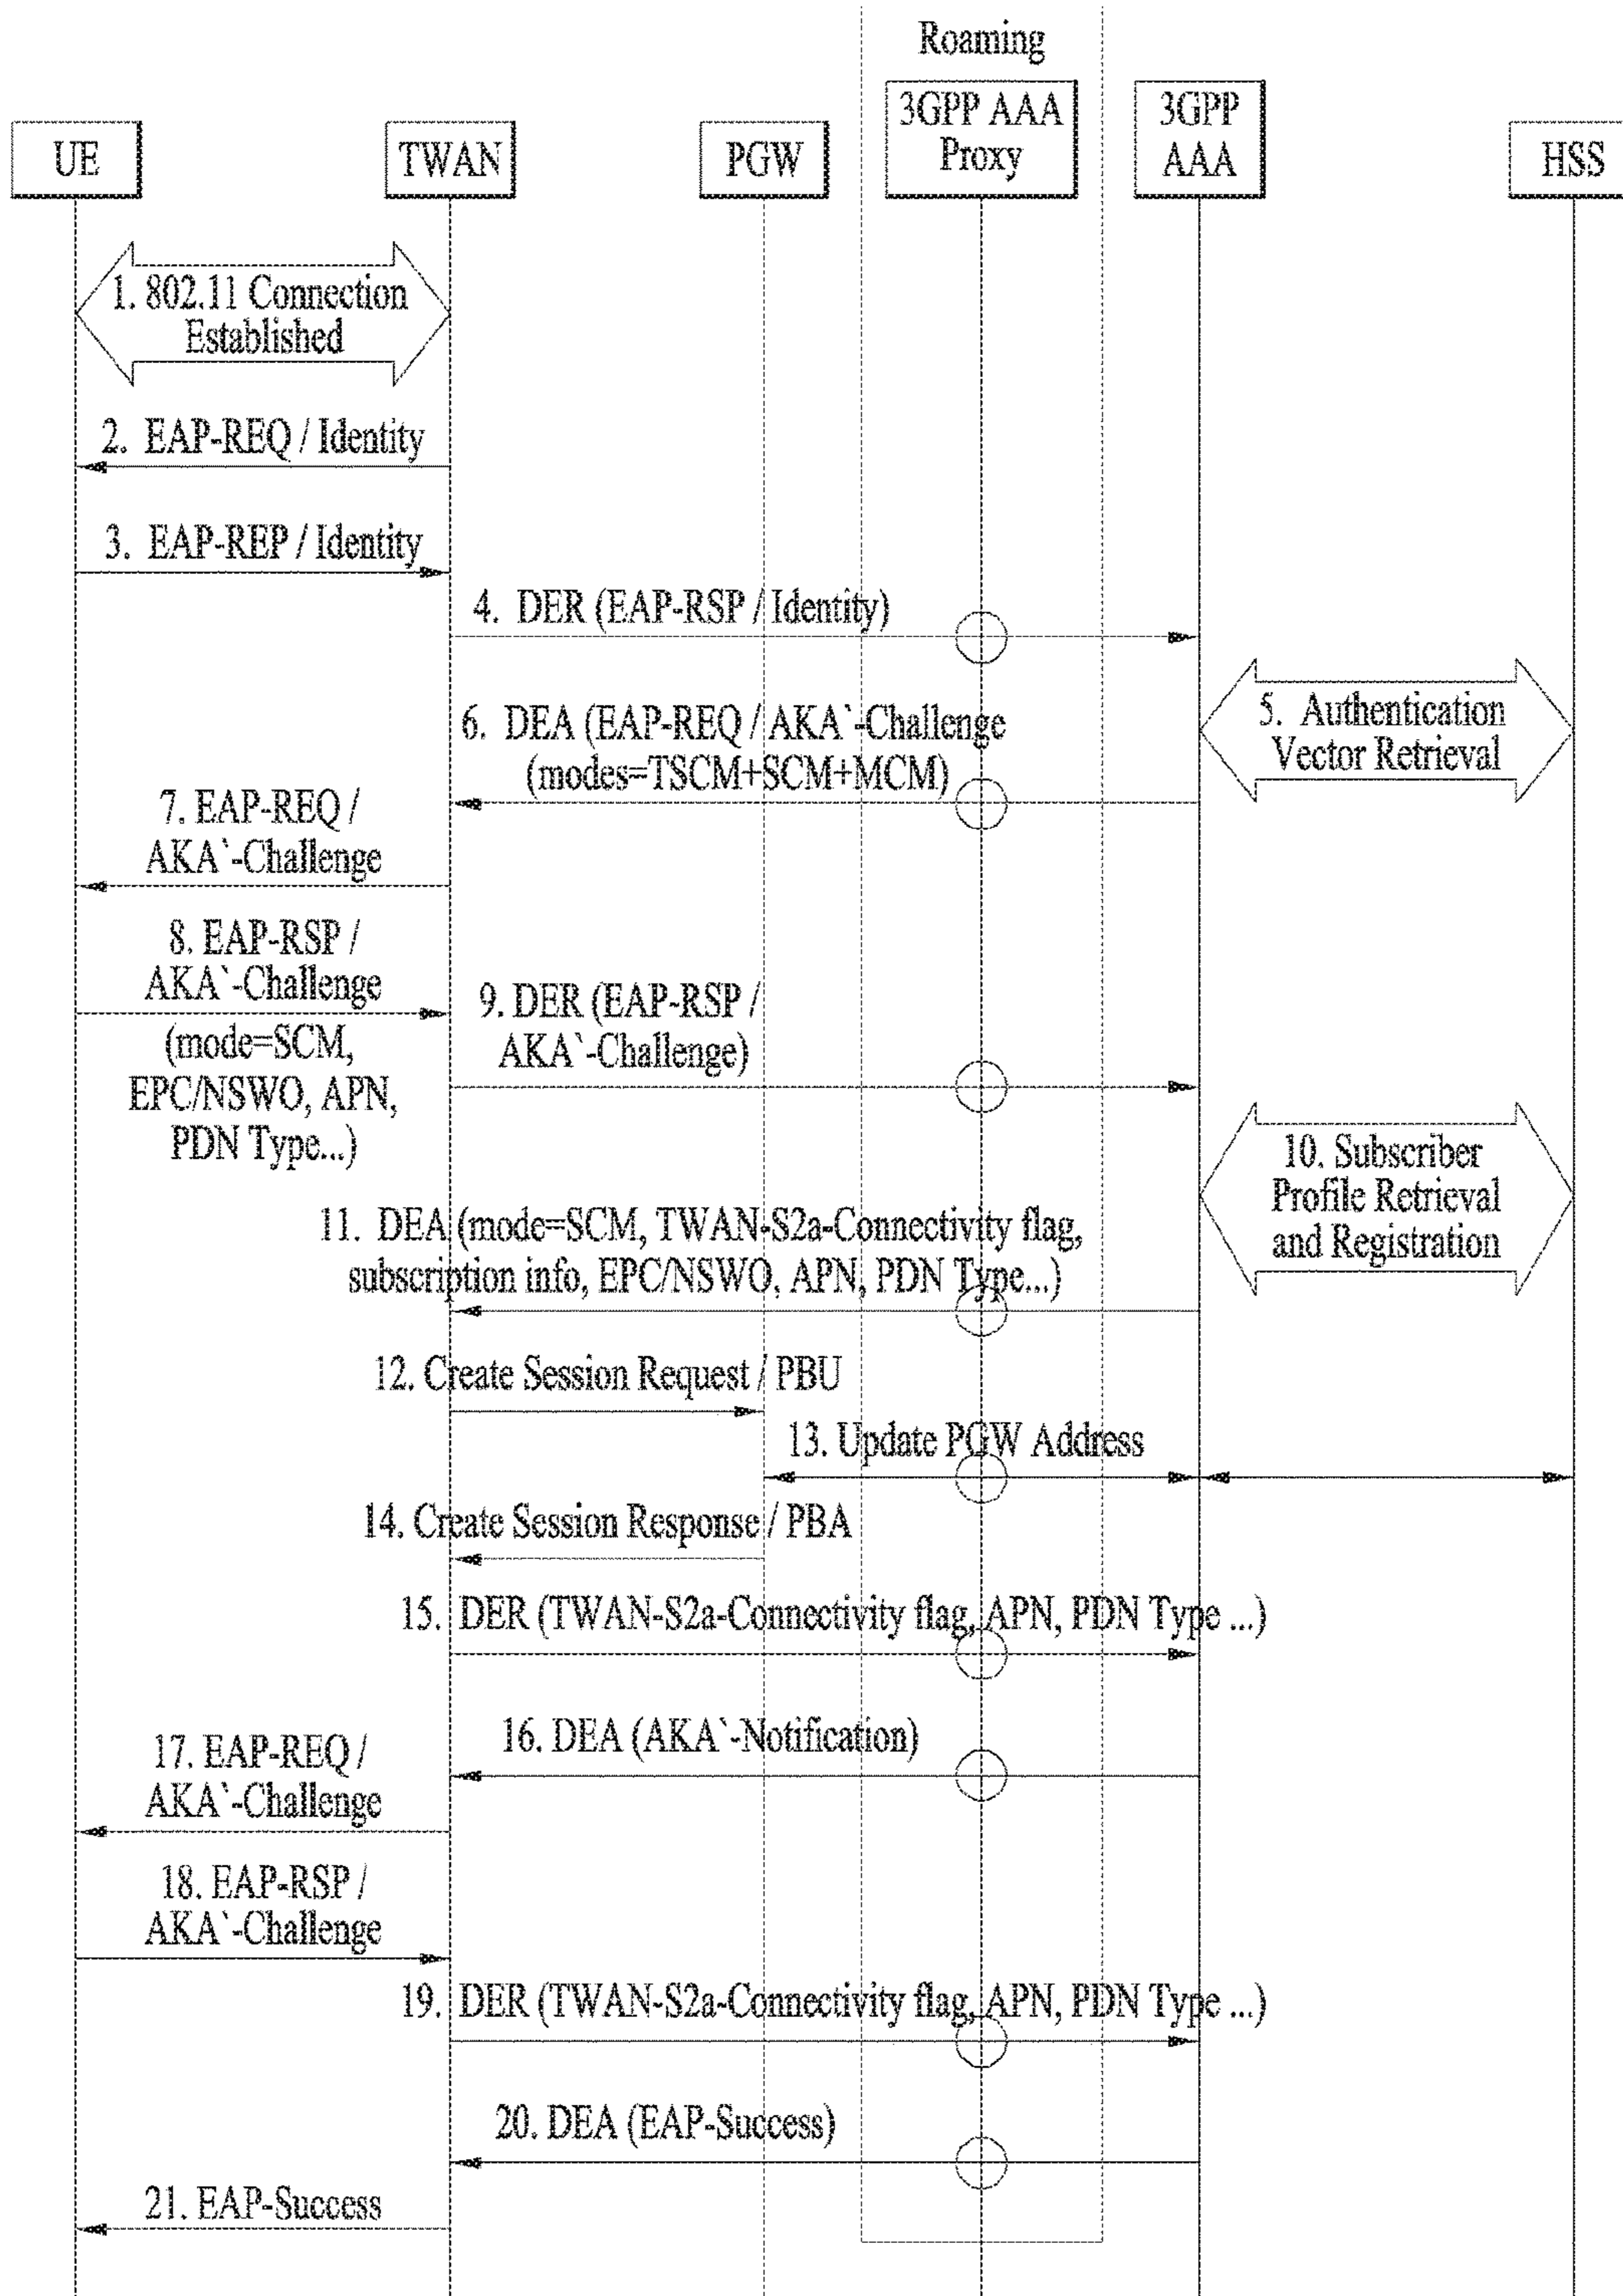 Roaming
UE
TWAN
PGW
3GPP AAA
Proxy
3GPP
AAA
HSS
1. 802.11 Connection
Established
2. EAP-REQ / Identity
3. EAP-REP / Identity
4. DER (EAP-RSP / Identity)
5. Authentication
Vector Retrieval
6. DEA (EAP-REQ / AKA`-Challenge
(modes=TSCM+SCM+MCM)
7. EAP-REQ /
AKA`-Challenge
8. EAP-RSP /
AKA`-Challenge
(mode=SCM,
EPC/NSWO, APN,
PDN Type...)
9. DER (EAP-RSP /
AKA`-Challenge)
10. Subscriber
Profile Retrieval
and Registration
11. DEA (mode=SCM, TWAN-S2a-Connectivity flag,
subscription info, EPC/NSWO, APN, PDN Type...)
12. Create Session Request / PBU
13. Update PGW Address
14. Create Session Response / PBA
15. DER (TWAN-S2a-Connectivity flag, APN, PDN Type ...)
16. DEA (AKA`-Notification)
17. EAP-REQ /
AKA`-Challenge
18. EAP-RSP /
AKA`-Challenge
19. DER (TWAN-S2a-Connectivity flag, APN, PDN Type ...)
20. DEA (EAP-Success)
21. EAP-Success